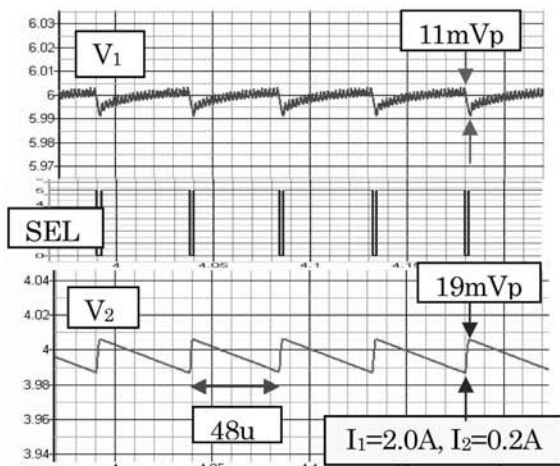 6.03
V₁
11mVp
6.02
6.01
6
5.99
5.98
5.97
SEL
0
4.05
4.1
4.04
V₂
19mVp
4.02
4
3.98
3.96
48u
I₁=2.0A, I₂=0.2A
3.94